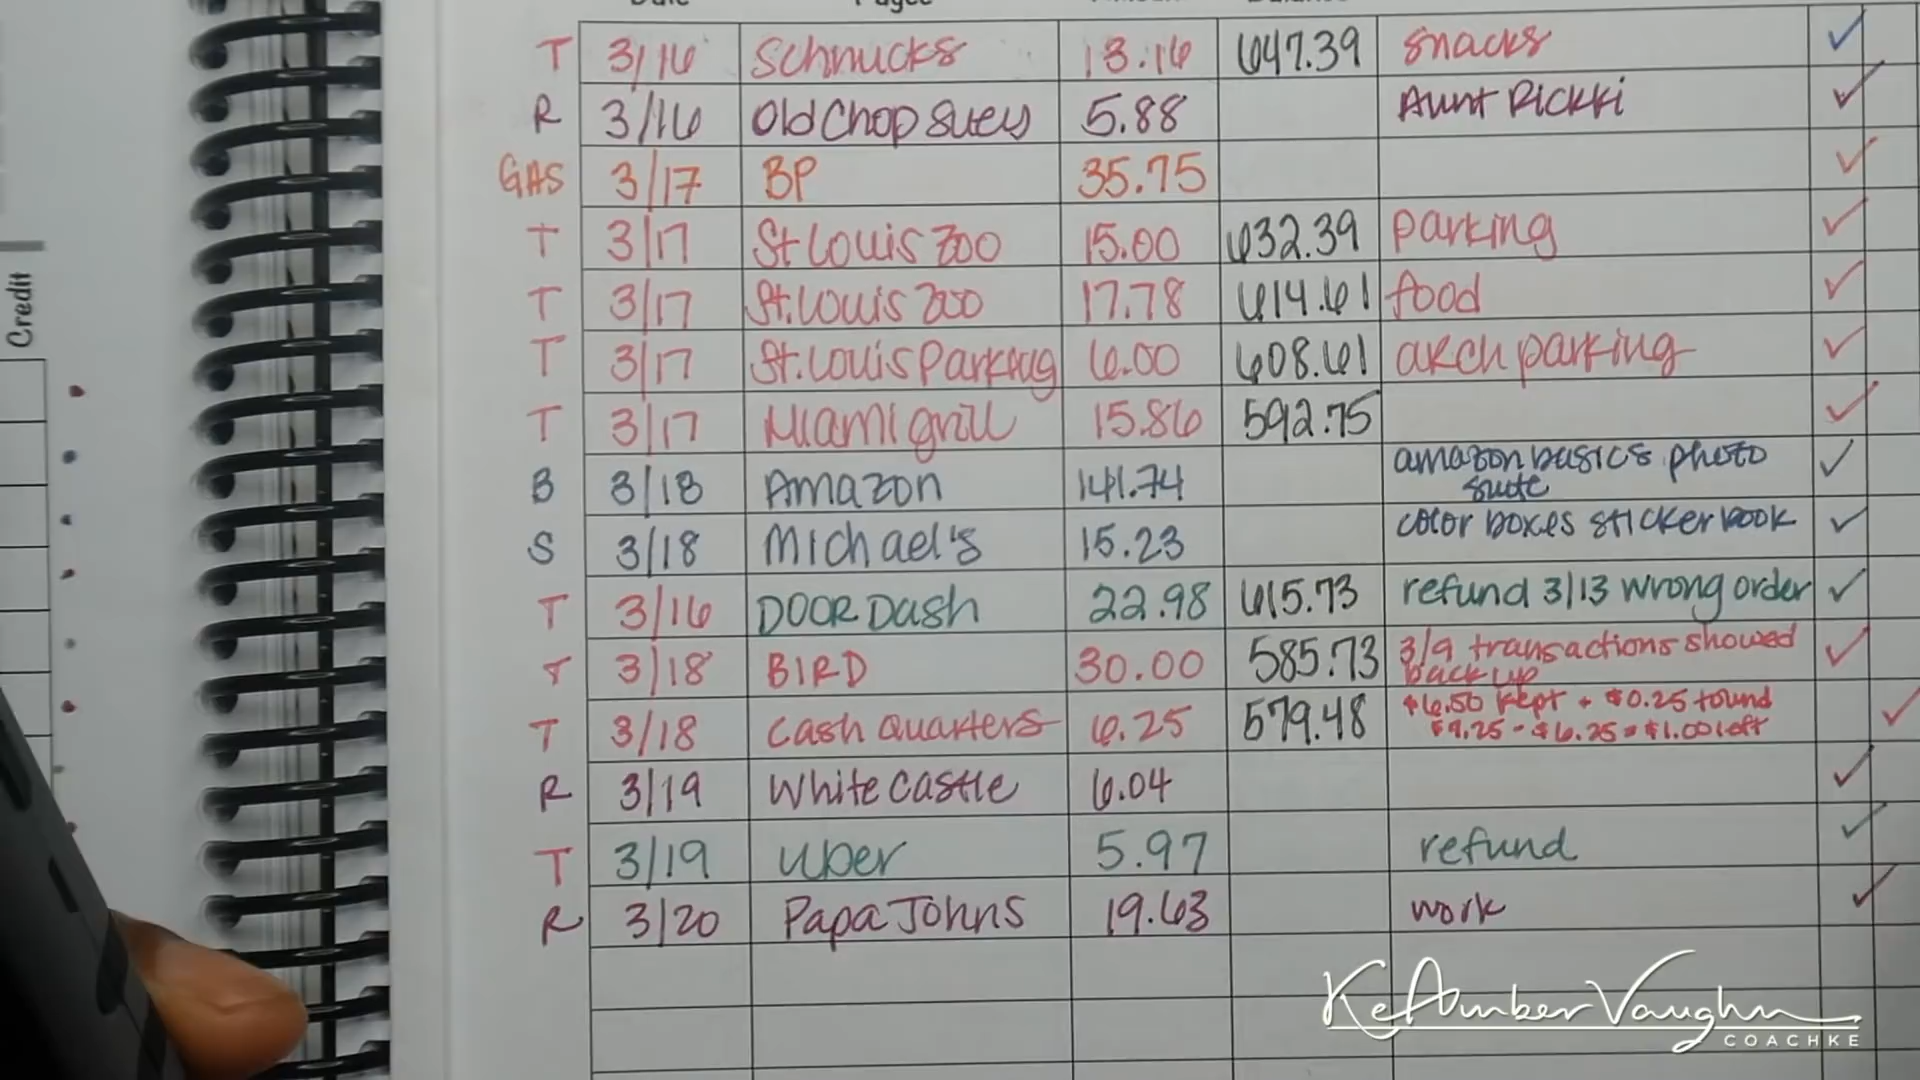 T 3/16 Schnucks 13.16 647.39 snacks
R 3/16 Old Chop Suey 5.88 Aunt Rickki
GAS 3/17 BP 35.75
T 3/17 St Louis Zoo 15.00 632.39 parking
T 3/17 St. Louis Zoo 17.78 614.61 food
T 3/17 St. Louis Parking 6.00 608.61 arch parking
T 3/17 Miami grill 15.86 592.75
B 3/18 Amazon 141.74 amazon basics photo
suite
S 3/18 Michael's 15.23 color boxes sticker book
T 3/16 DOOR Dash 22.98 615.73 refund 3/13 wrong order
T 3/18 BIRD 30.00 585.73 3/9 transactions showed
back up
T 3/18 Cash Quarters 6.25 579.48 $6.50 kept + $0.25 found
- $6.25 = $1.00 left
R 3/19 White Castle 6.04
T 3/19 Uber 5.97 refund
R 3/20 Papa Johns 19.63 work
Credit
KeAmber Vaughn
COACHKE